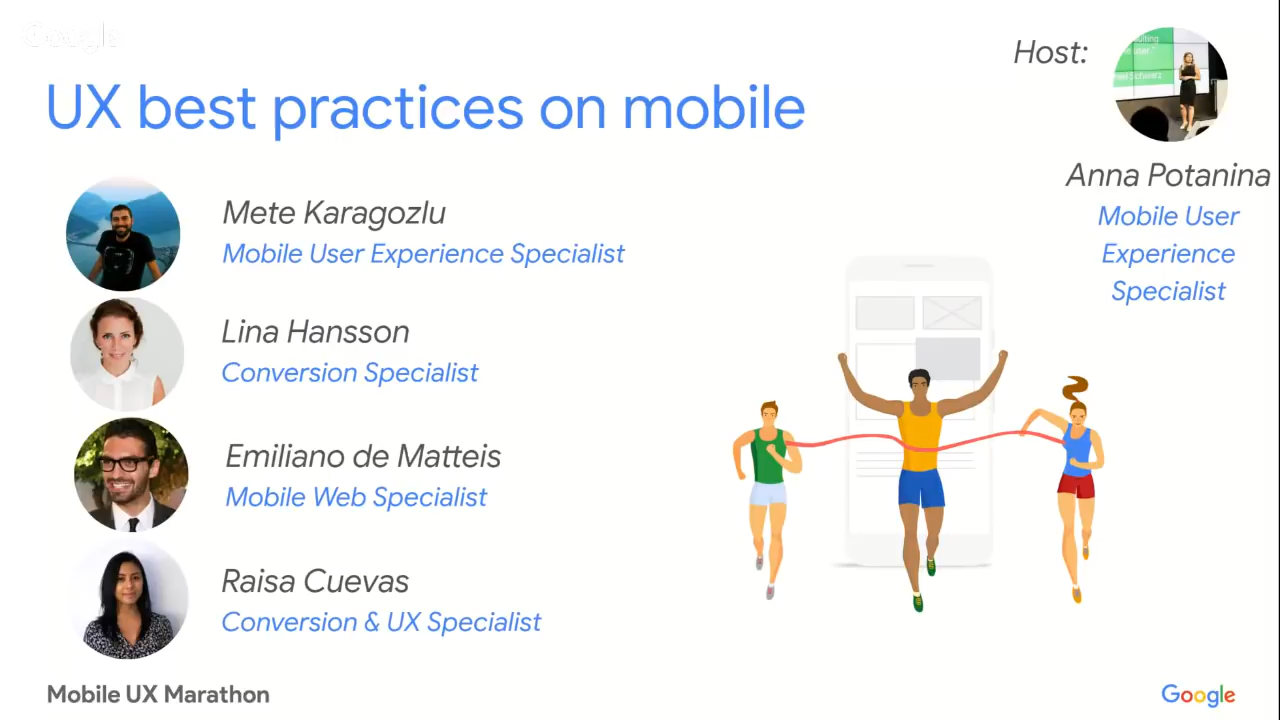 Google
Host:
UX best practices on mobile
Anna Potanina
Mobile User
Experience
Specialist
Mete Karagozlu
Mobile User Experience Specialist
Lina Hansson
Conversion Specialist
Emiliano de Matteis
Mobile Web Specialist
Raisa Cuevas
Conversion & UX Specialist
Mobile UX Marathon
Google